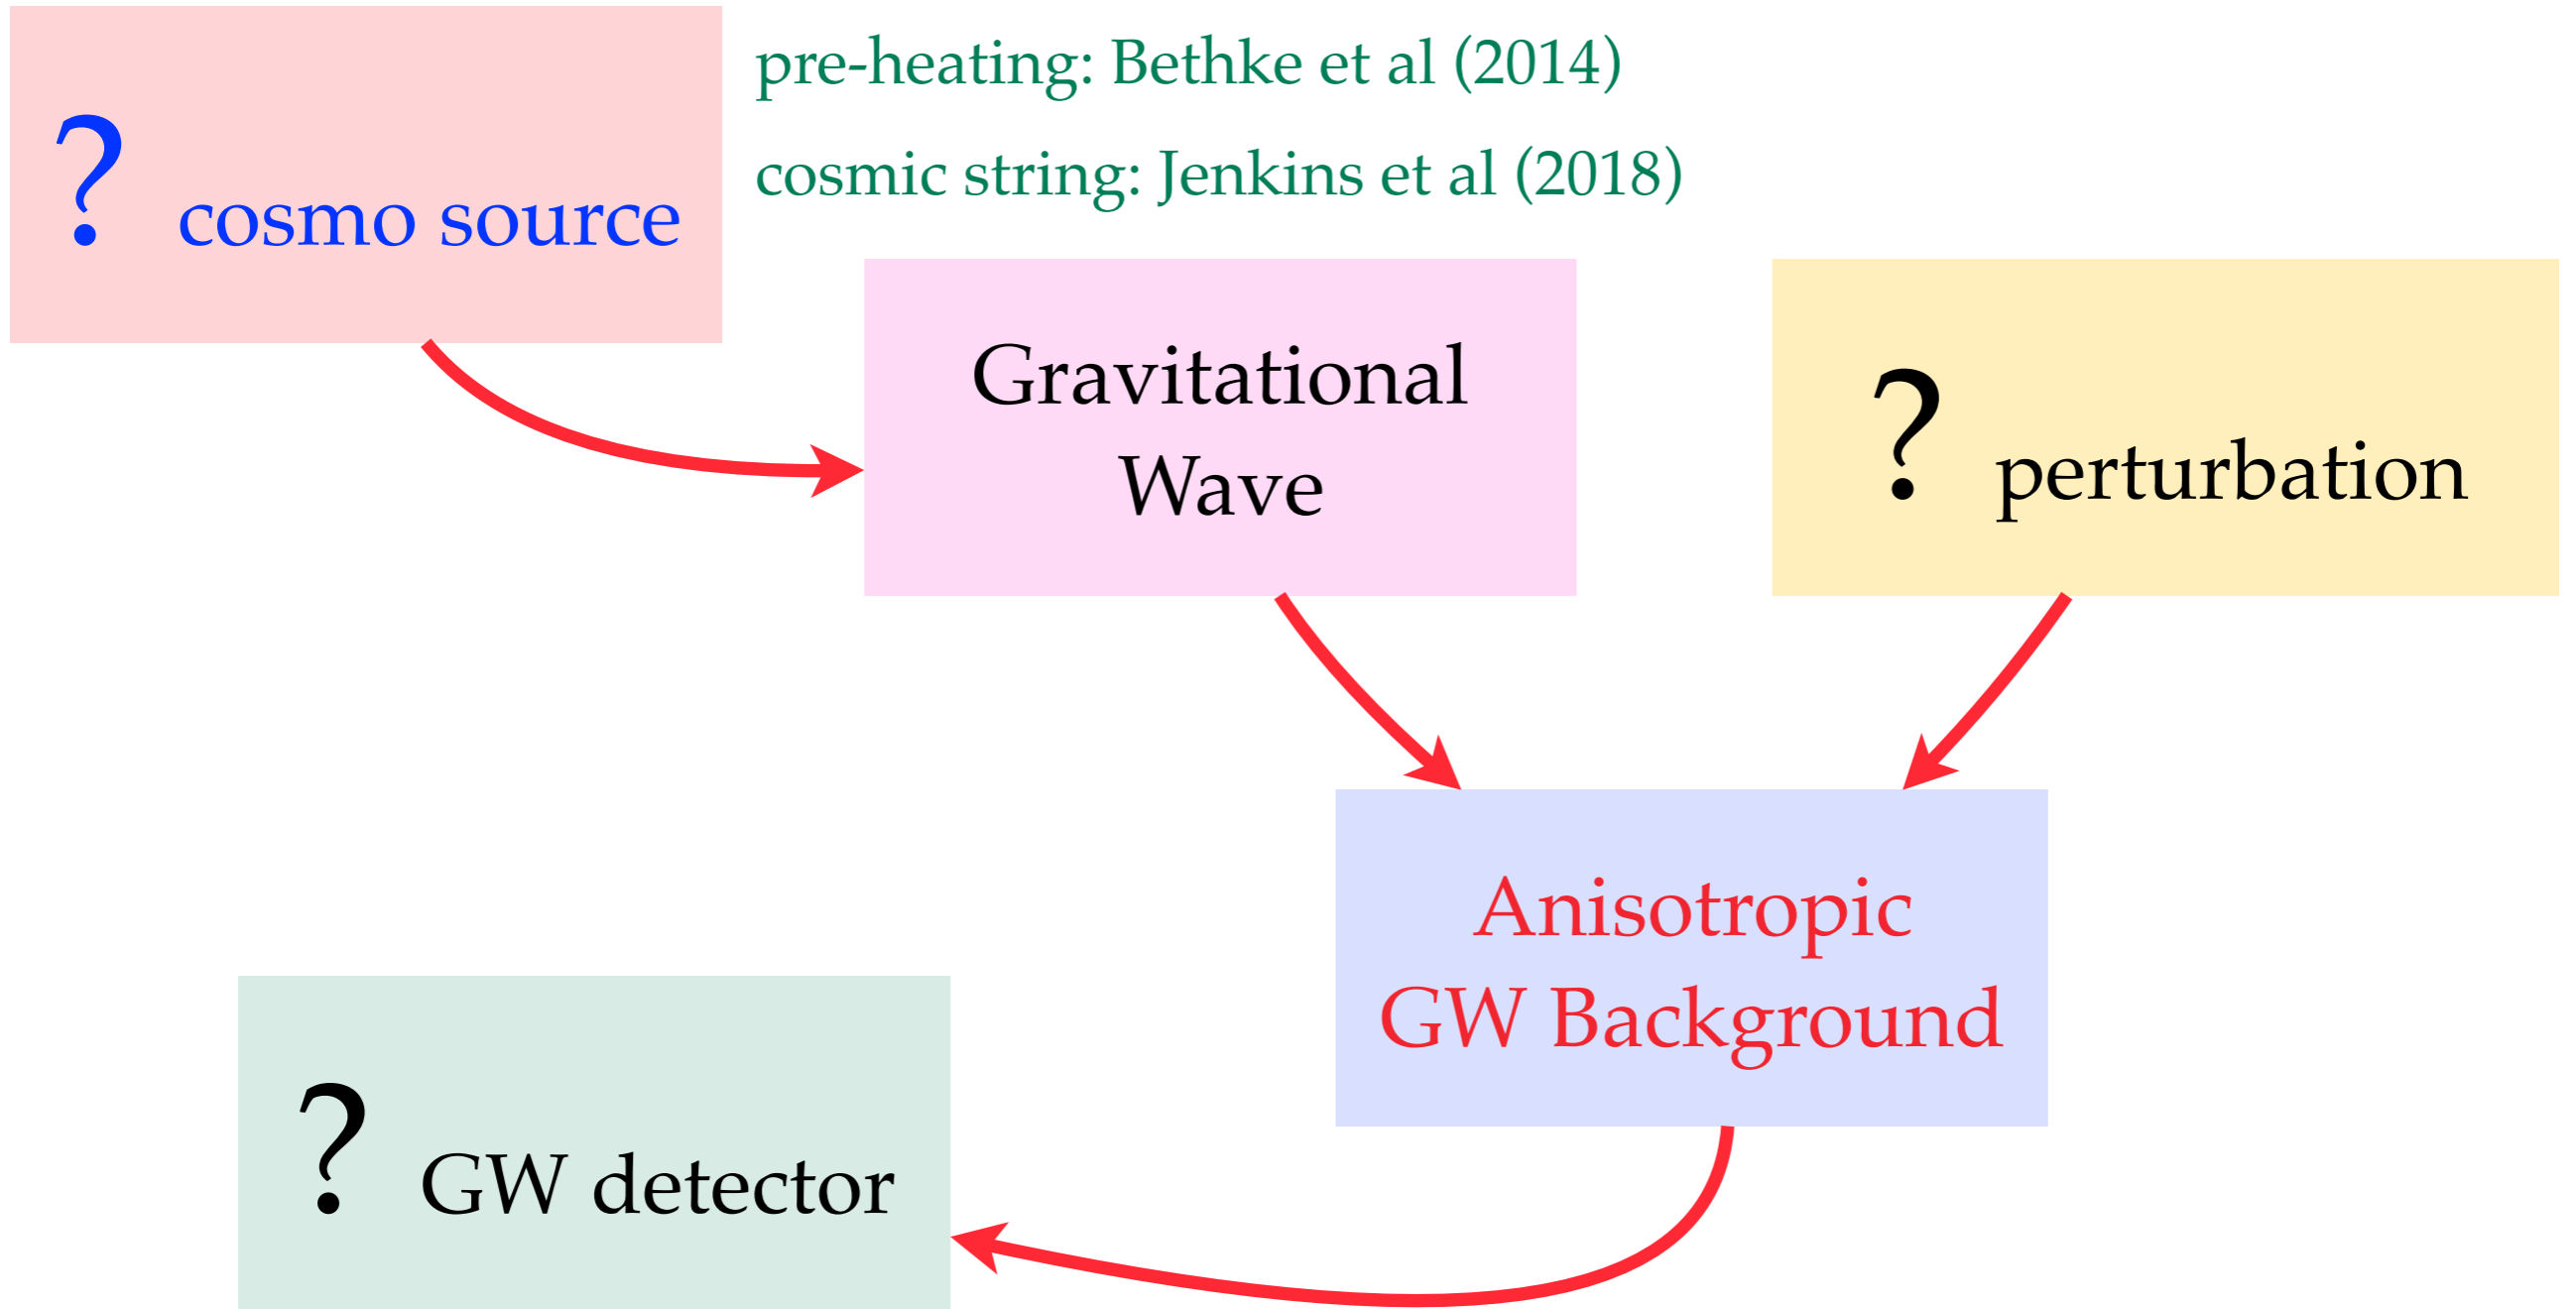 pre-heating: Bethke et al (2014)
cosmic string: Jenkins et al (2018)
? cosmo source
Gravitational
Wave
? perturbation
Anisotropic
GW Background
? GW detector